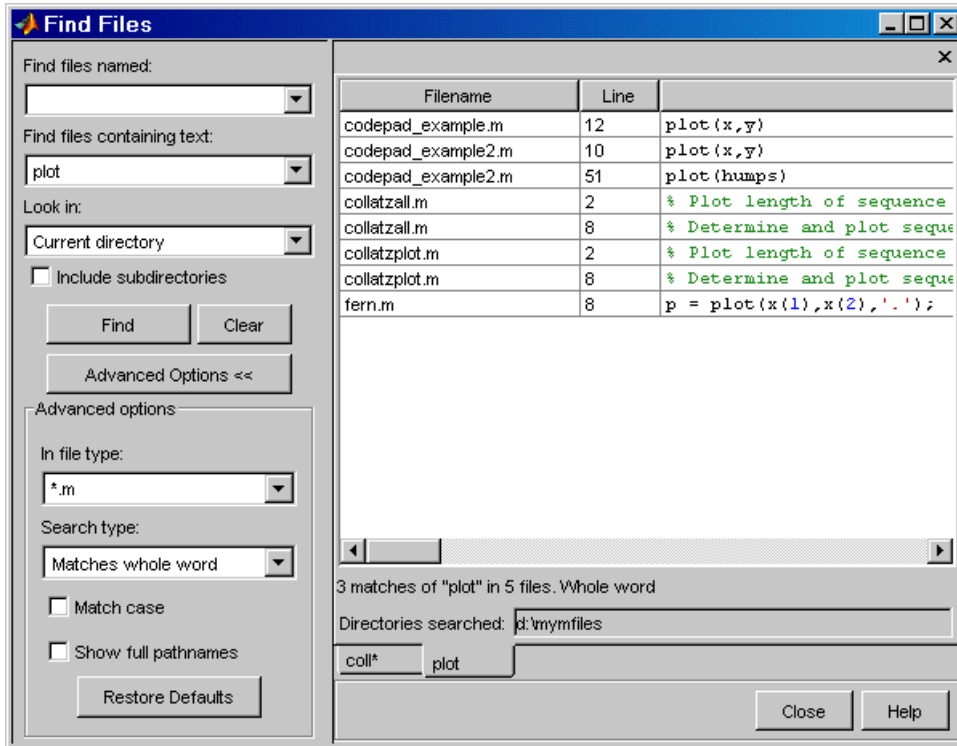 Find Files
Find files named:
Find files containing text:
plot
Look in:
Current directory
Include subdirectories
Find Clear
Advanced Options <<
Advanced options
In file type:
*.m
Search type:
Matches whole word
Match case
Show full pathnames
Restore Defaults
Filename Line
codepad_example.m 12 plot(x,y)
codepad_example2.m 10 plot(x,y)
codepad_example2.m 51 plot(humps)
collatzall.m 2 % Plot length of sequence
collatzall.m 8 % Determine and plot seque
collatzplot.m 2 % Plot length of sequence
collatzplot.m 8 % Determine and plot seque
fern.m 8 p = plot(x(1),x(2),'.');
3 matches of "plot" in 5 files. Whole word
Directories searched: d:\mymfiles
coll* plot
Close Help